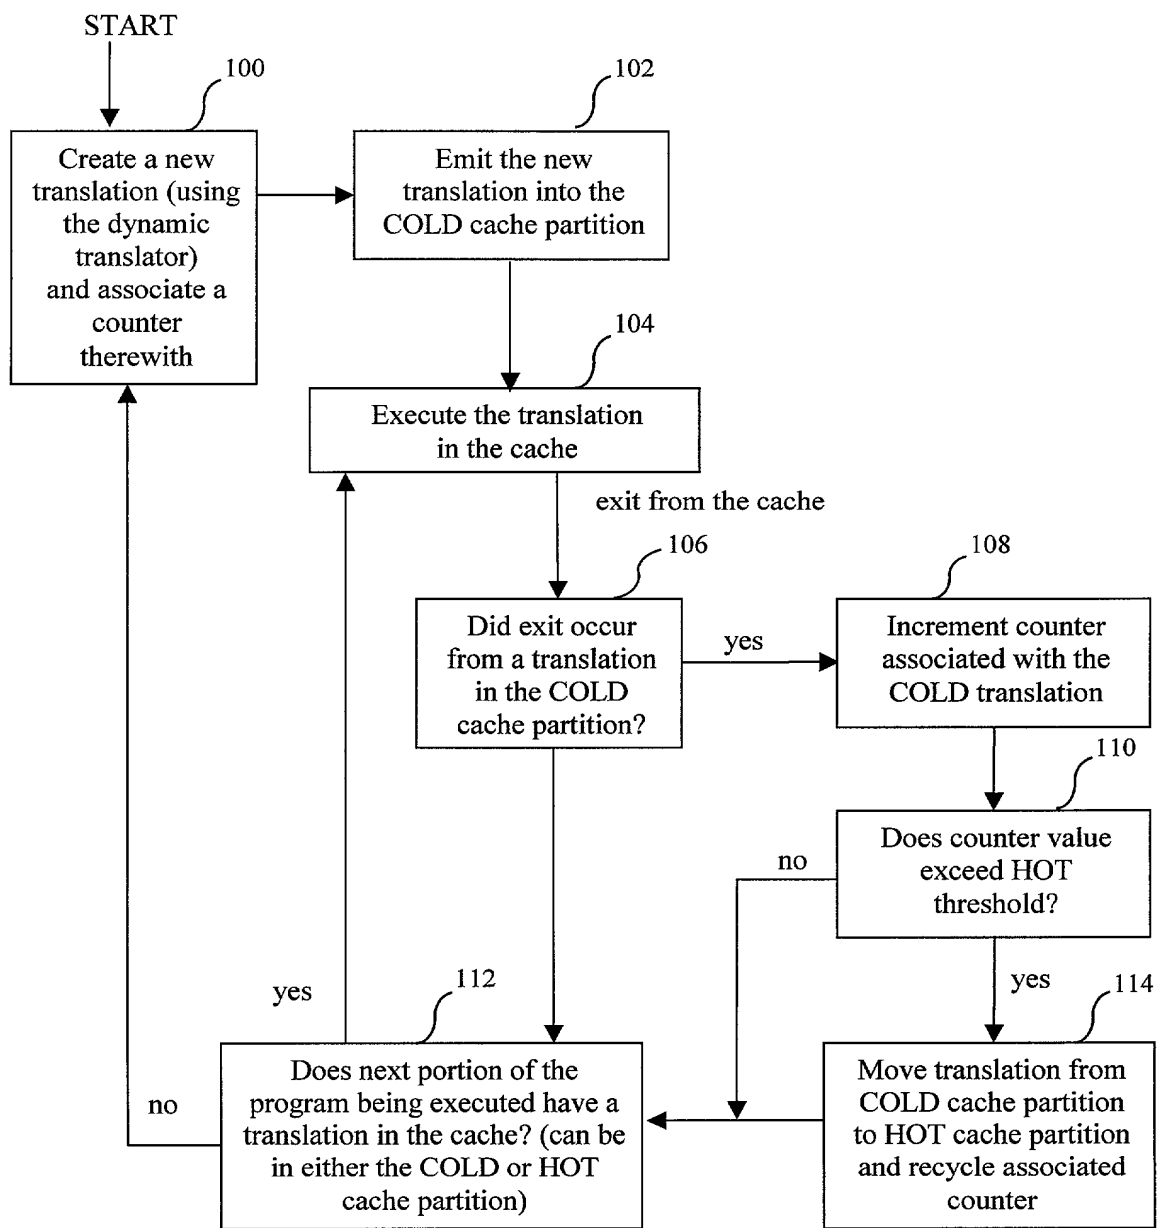 START
100
Create a new
translation (using
the dynamic
translator)
and associate a
counter
therewith
102
Emit the new
translation into the
COLD cache partition
104
Execute the translation
in the cache
exit from the cache
106
Did exit occur
from a translation
in the COLD
cache partition?
yes
108
Increment counter
associated with the
COLD translation
110
Does counter value
exceed HOT
threshold?
no
yes
114
Move translation from
COLD cache partition
to HOT cache partition
and recycle associated
counter
112
Does next portion of the
program being executed have a
translation in the cache? (can be
in either the COLD or HOT
cache partition)
yes
no